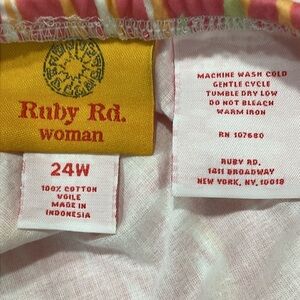 Ruby Rd.
woman
24W
100% COTTON
VOILE
MADE IN
INDONESIA
MACHINE WASH COLD
GENTLE CYCLE
TUMBLE DRY LOW
DO NOT BLEACH
WARM IRON
RN 107680
RUBY RD.
1411 BROADWAY
NEW YORK, NY. 10018